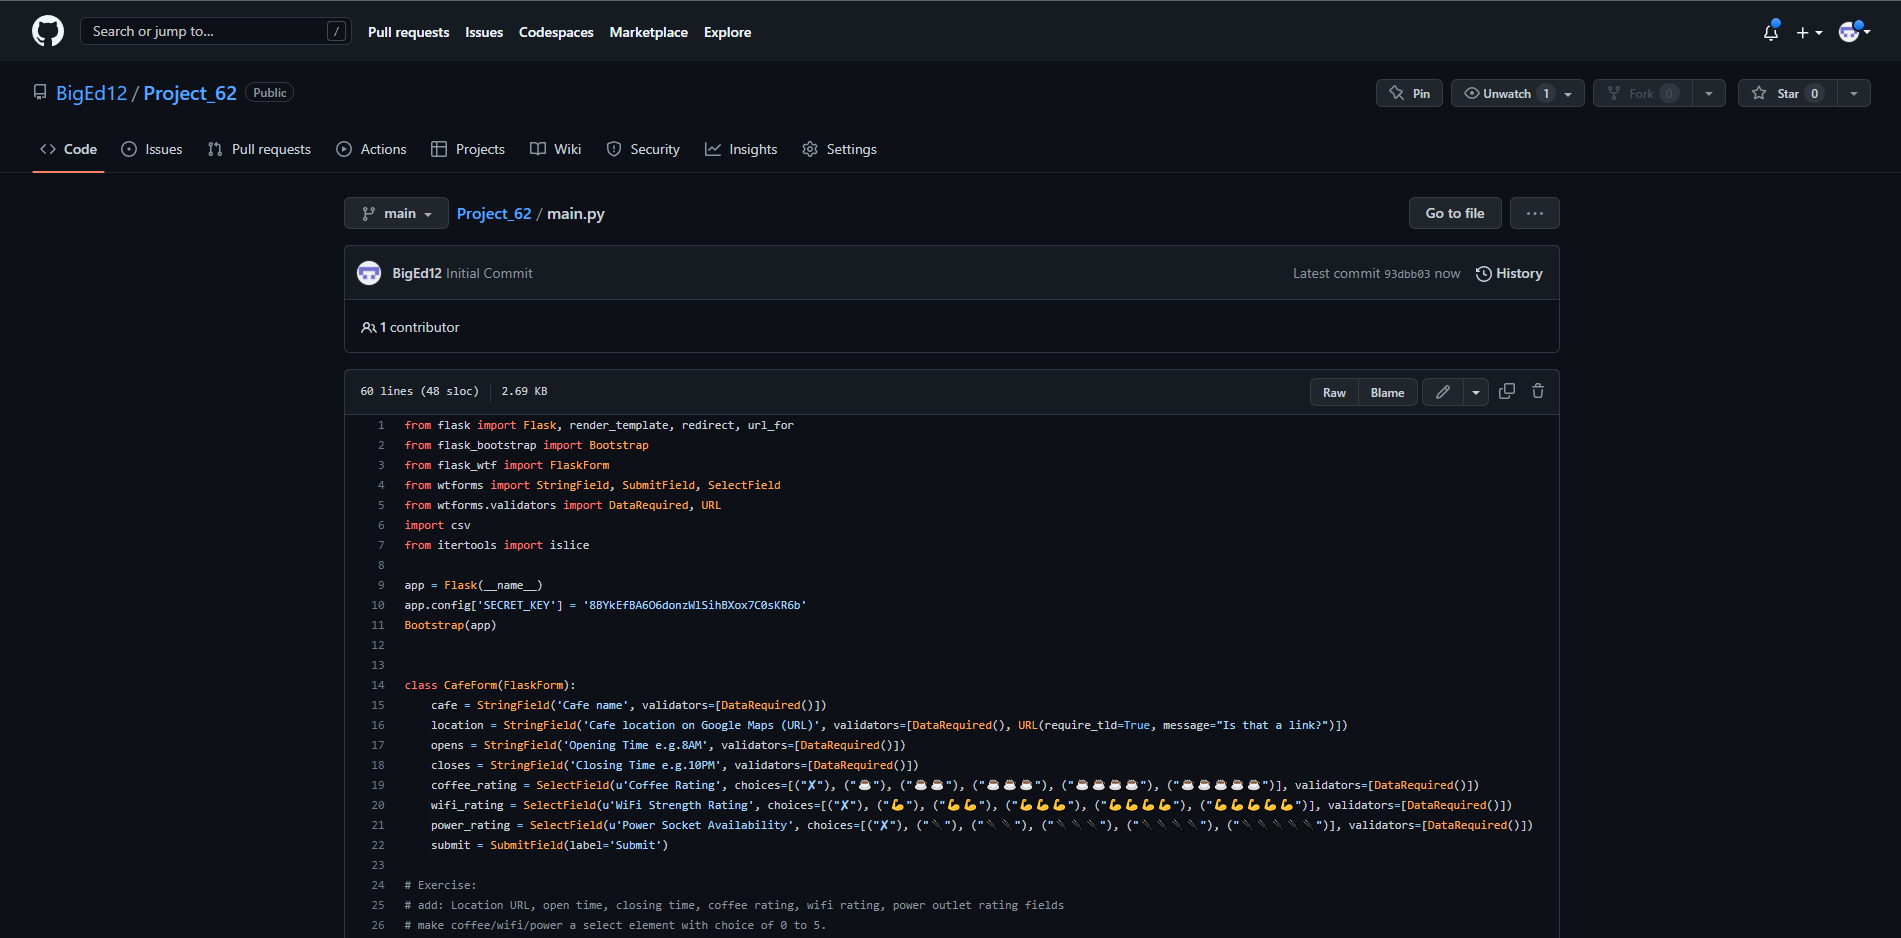 Search or jump to... /
Pull requests Issues Codespaces Marketplace Explore
BigEd12 / Project_62 Public
Pin Unwatch 1 Fork 0 Star 0
Code Issues Pull requests Actions Projects Wiki Security Insights Settings
main Project_62 / main.py Go to file ...
BigEd12 Initial Commit Latest commit 93dbb03 now History
1 contributor
60 lines (48 sloc) 2.69 KB Raw Blame
1 from flask import Flask, render_template, redirect, url_for
2 from flask_bootstrap import Bootstrap
3 from flask_wtf import FlaskForm
4 from wtforms import StringField, SubmitField, SelectField
5 from wtforms.validators import DataRequired, URL
6 import csv
7 from itertools import islice
8
9 app = Flask(__name__)
10 app.config['SECRET_KEY'] = '8BYkEfBA6O6donzWlSihBXox7C0sKR6b'
11 Bootstrap(app)
12
13
14 class CafeForm(FlaskForm):
15 cafe = StringField('Cafe name', validators=[DataRequired()])
16 location = StringField('Cafe location on Google Maps (URL)', validators=[DataRequired(), URL(require_tld=True, message="Is that a link?")])
17 opens = StringField('Opening Time e.g.8AM', validators=[DataRequired()])
18 closes = StringField('Closing Time e.g.10PM', validators=[DataRequired()])
19 coffee_rating = SelectField(u'Coffee Rating', choices=[("✘"), ("☕"), ("☕☕"), ("☕☕☕"), ("☕☕☕☕"), ("☕☕☕☕☕")], validators=[DataRequired()])
20 wifi_rating = SelectField(u'WiFi Strength Rating', choices=[("✘"), ("💪"), ("💪💪"), ("💪💪💪"), ("💪💪💪💪"), ("💪💪💪💪💪")], validators=[DataRequired()])
21 power_rating = SelectField(u'Power Socket Availability', choices=[("✘"), ("🔌"), ("🔌🔌"), ("🔌🔌🔌"), ("🔌🔌🔌🔌"), ("🔌🔌🔌🔌🔌")], validators=[DataRequired()])
22 submit = SubmitField(label='Submit')
23
24 # Exercise:
25 # add: Location URL, open time, closing time, coffee rating, wifi rating, power outlet rating fields
26 # make coffee/wifi/power a select element with choice of 0 to 5.